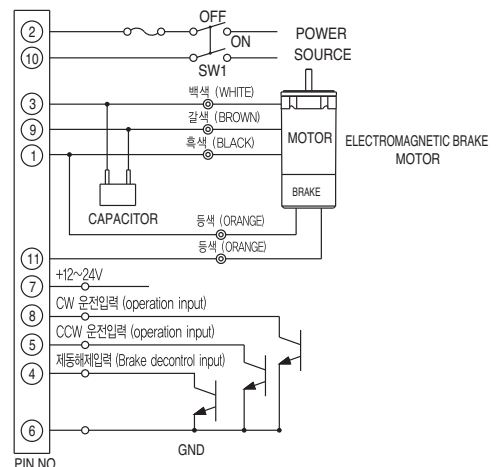 OFF
2
ON
POWER
SOURCE
10
SW1
3
백색 (WHITE)
9
갈색 (BROWN)
1
흑색 (BLACK)
MOTOR
ELECTROMAGNETIC BRAKE
MOTOR
BRAKE
CAPACITOR
등색 (ORANGE)
등색 (ORANGE)
11
7
+12~24V
8
CW 운전입력 (operation input)
5
CCW 운전입력 (operation input)
4
제동해제입력 (Brake decontrol input)
6
GND
PIN NO